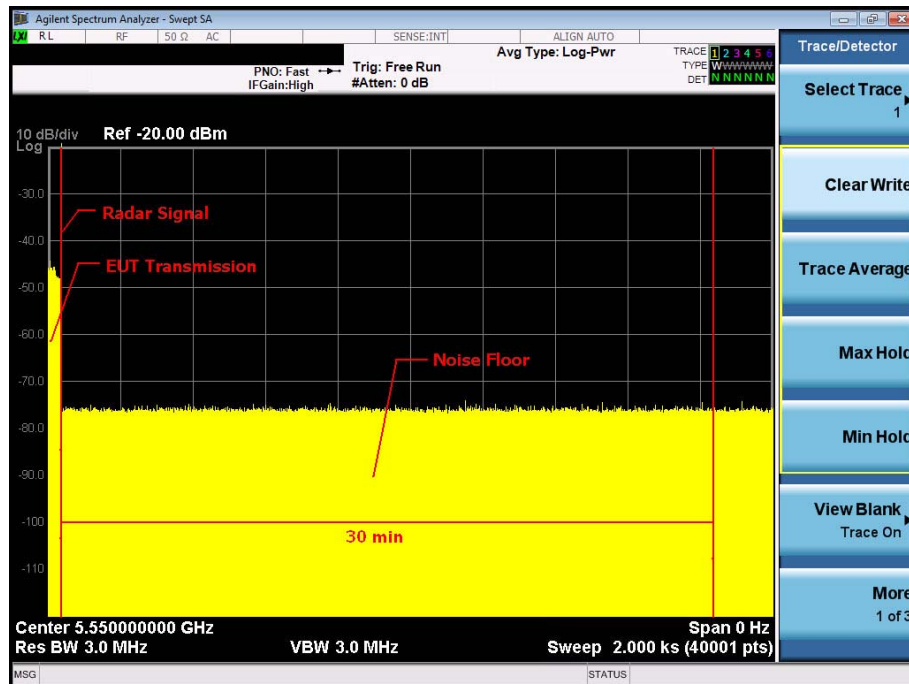 Agilent Spectrum Analyzer - Swept SA
LXI RL RF 50 Ω AC SENSE:INT ALIGN AUTO
Avg Type: Log-Pwr
TRACE 1 2 3 4 5 6
TYPE WWWWWW
DET N N N N N N
PNO: Fast
IFGain:High
Trig: Free Run
#Atten: 0 dB
10 dB/div
Log
Ref -20.00 dBm
-30.0
-40.0
-50.0
-60.0
-70.0
-80.0
-90.0
-100
-110
Radar Signal
EUT Transmission
Noise Floor
30 min
Center 5.550000000 GHz
Span 0 Hz
Res BW 3.0 MHz
VBW 3.0 MHz
Sweep 2.000 ks (40001 pts)
MSG
STATUS
Trace/Detector
Select Trace
1
Clear Write
Trace Average
Max Hold
Min Hold
View Blank
Trace On
More
1 of 3